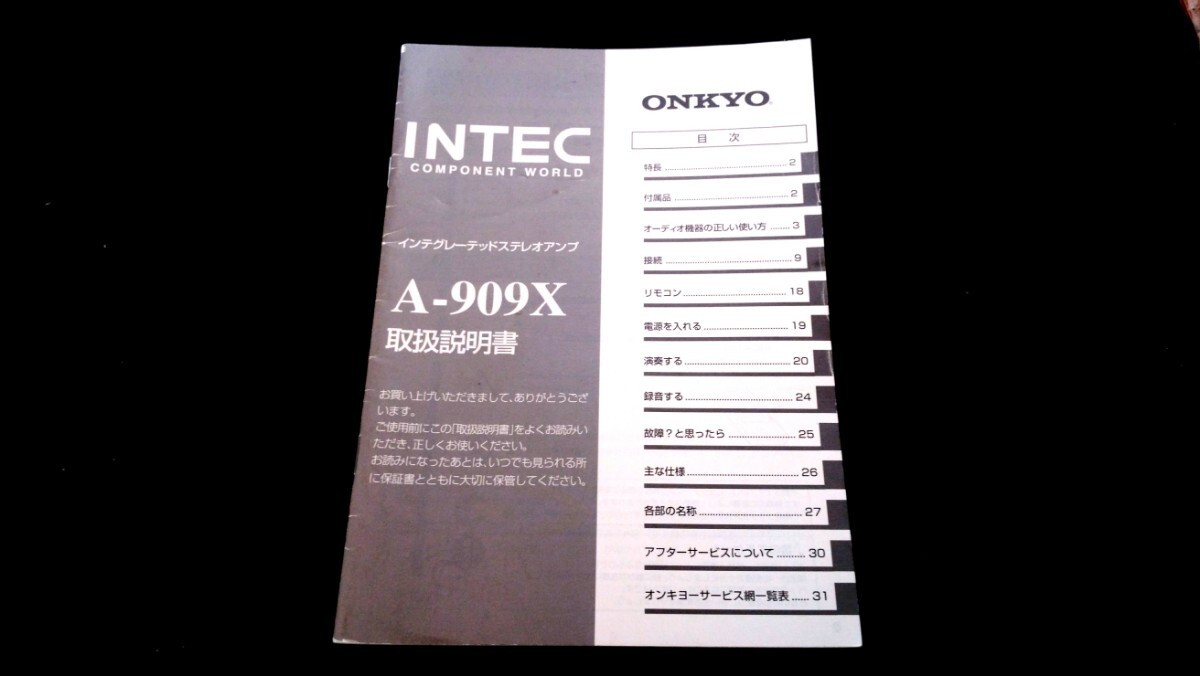 INTEC
COMPONENT WORLD
インテグレーテッドステレオアンプ
A-909X
取扱説明書
お買い上げいただきまして、ありがとうござ
います。
ご使用前にこの「取扱説明書」をよくお読みい
ただき、正しくお使いください。
お読みになったあとは、いつでも見られる所
に保証書とともに大切に保管してください。
ONKYO
目 次
特長 2
付属品 2
オーディオ機器の正しい使い方 3
接続 9
リモコン 18
電源を入れる 19
演奏する 20
録音する 24
故障?と思ったら 25
主な仕様 26
各部の名称 27
アフターサービスについて 30
オンキヨーサービス網一覧表 31